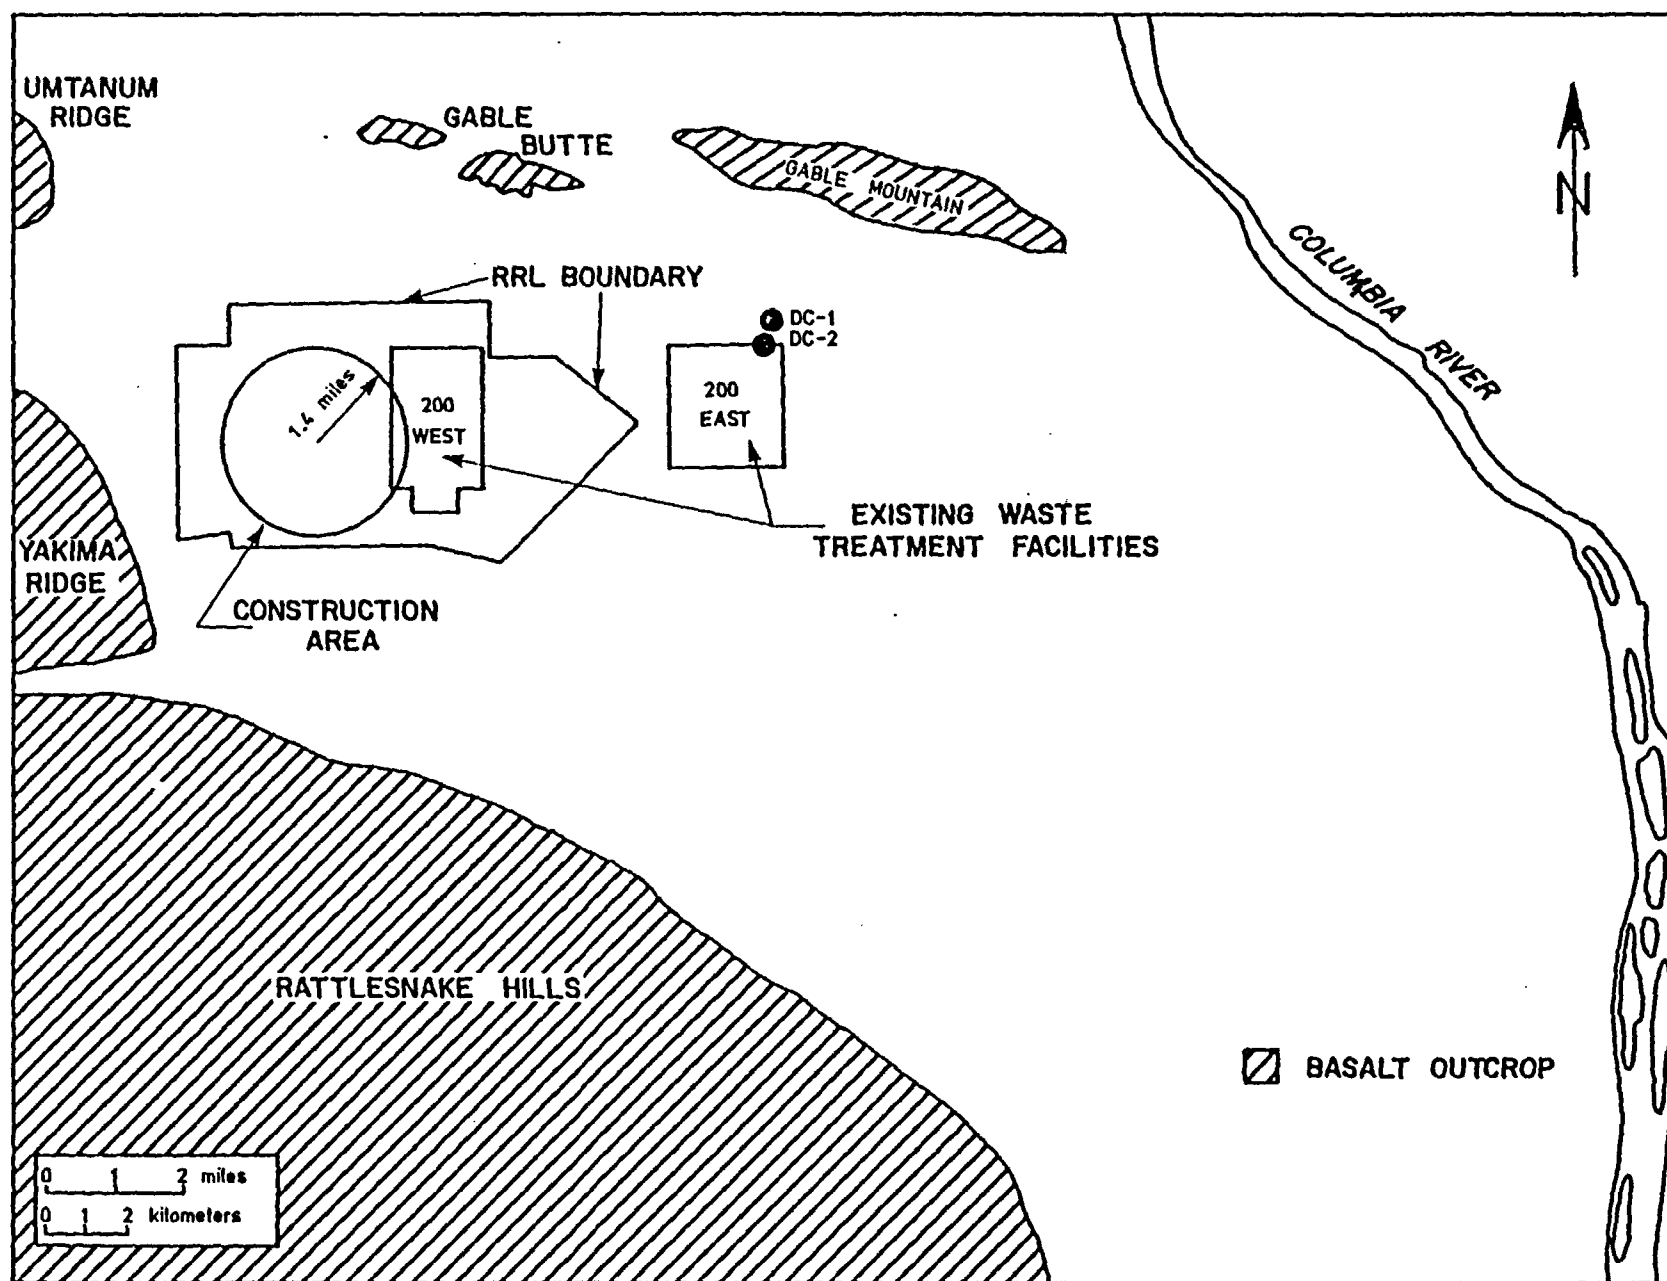 UMTANUM
RIDGE
GABLE
BUTTE
GABLE MOUNTAIN
N
COLUMBIA
RIVER
RRL BOUNDARY
DC-1
DC-2
1.4 miles
200
WEST
200
EAST
EXISTING WASTE
TREATMENT FACILITIES
YAKIMA
RIDGE
CONSTRUCTION
AREA
RATTLESNAKE HILLS
BASALT OUTCROP
0 1 2 miles
0 1 2 kilometers